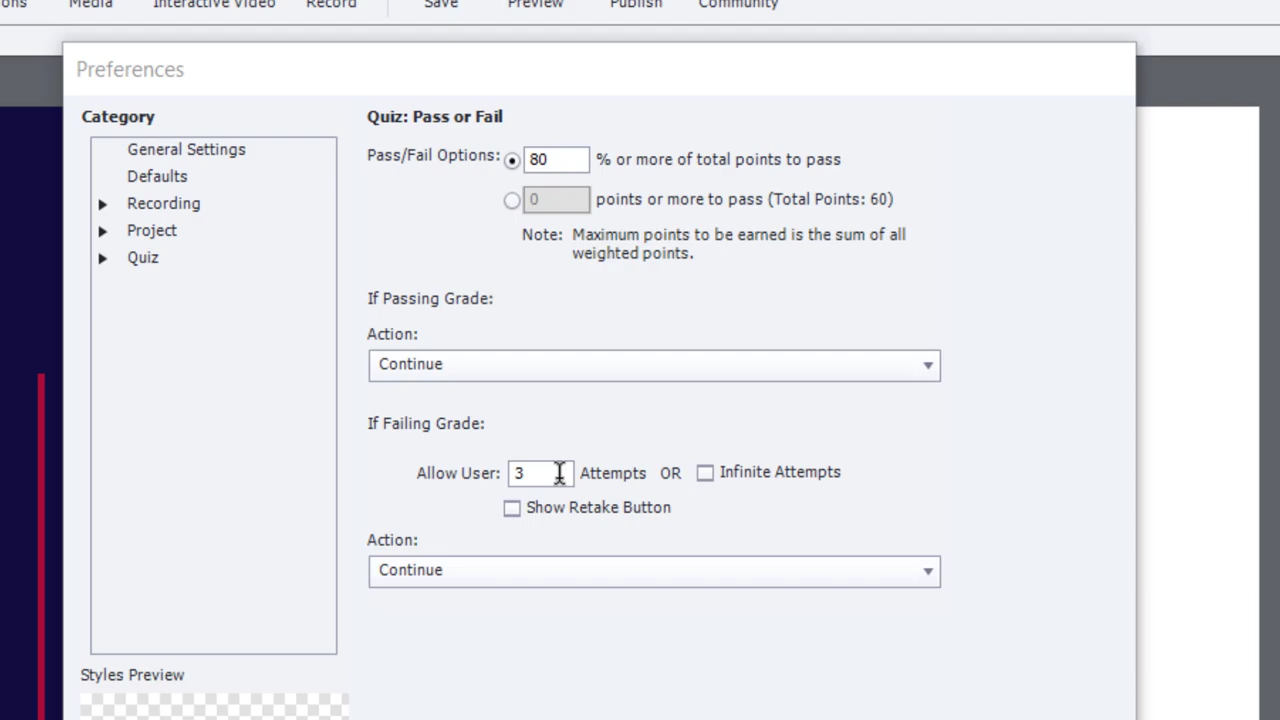 Media Interactive Video Record Save Preview Publish Community
Preferences
Category
General Settings
Defaults
Recording
Project
Quiz
Styles Preview
Quiz: Pass or Fail
Pass/Fail Options: 80 % or more of total points to pass
0 points or more to pass (Total Points: 60)
Note: Maximum points to be earned is the sum of all
weighted points.
If Passing Grade:
Action:
Continue
If Failing Grade:
Allow User: 3 Attempts OR Infinite Attempts
Show Retake Button
Action:
Continue